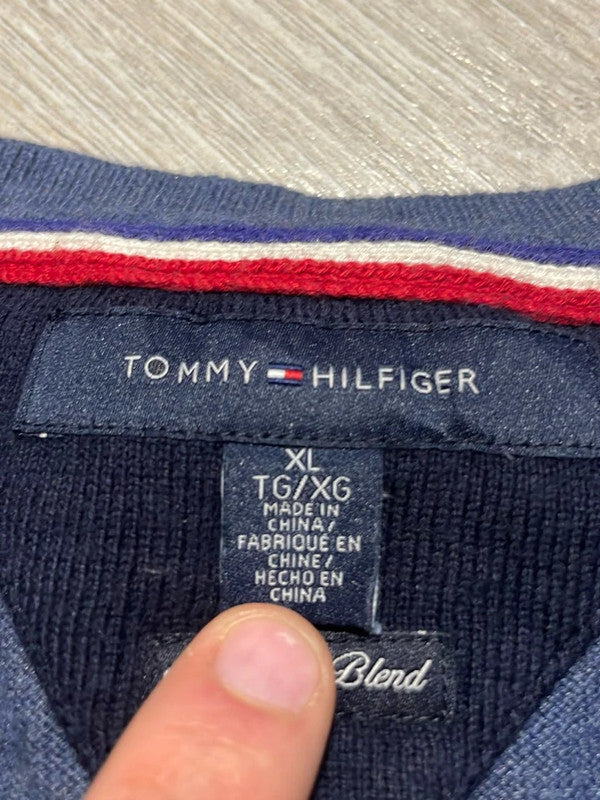 TOMMY HILFIGER
XL
TG/XG
MADE IN
CHINA/
FABRIQUÉ EN
CHINE/
HECHO EN
CHINA
Blend